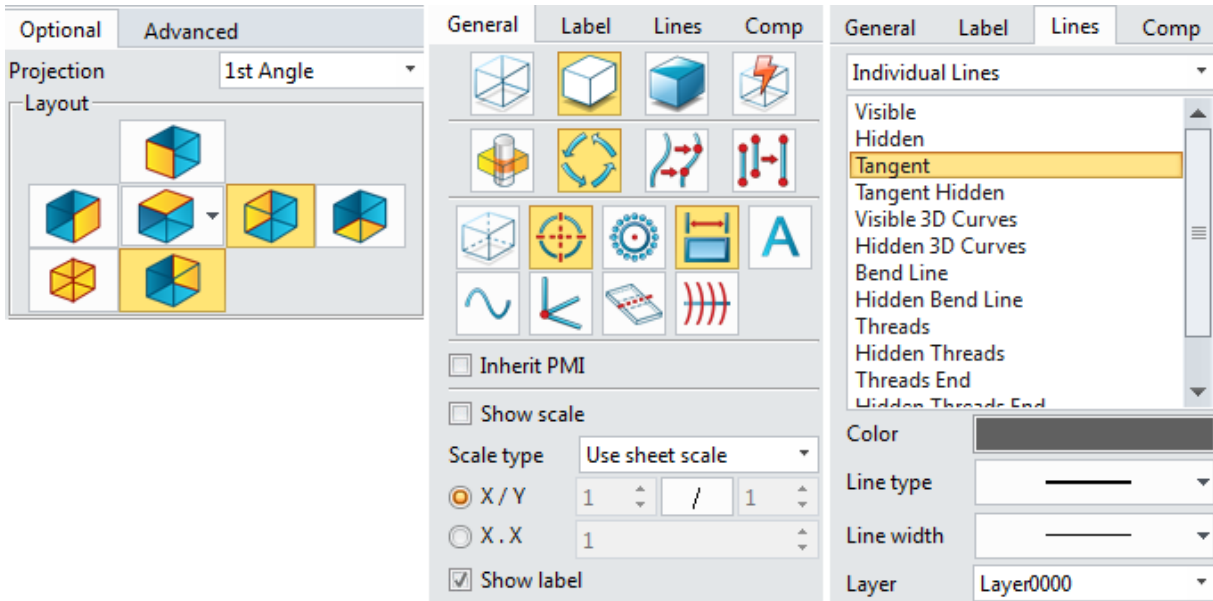 Optional Advanced
Projection 1st Angle
Layout
General Label Lines Comp
A
Inherit PMI
Show scale
Scale type Use sheet scale
X / Y 1 / 1
X . X 1
Show label
General Label Lines Comp
Individual Lines
Visible
Hidden
Tangent
Tangent Hidden
Visible 3D Curves
Hidden 3D Curves
Bend Line
Hidden Bend Line
Threads
Hidden Threads
Threads End
Hidden Threads End
Color
Line type
Line width
Layer Layer0000